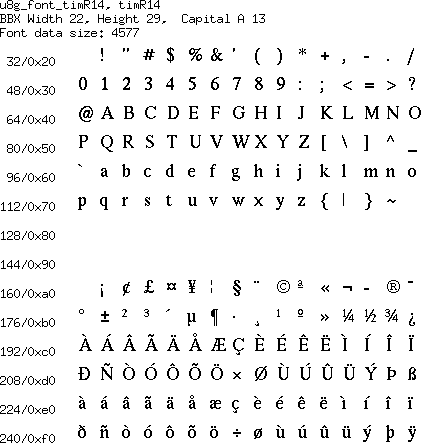 u8g_font_timR14, timR14
BBX Width 22, Height 29, Capital A 13
Font data size: 4577
32/0x20 ! " # $ % & ' ( ) * + , - . /
48/0x30 0 1 2 3 4 5 6 7 8 9 : ; < = > ?
64/0x40 @ A B C D E F G H I J K L M N O
80/0x50 P Q R S T U V W X Y Z [ \ ] ^ _
96/0x60 ` a b c d e f g h i j k l m n o
112/0x70 p q r s t u v w x y z { | } ~
128/0x80
144/0x90
160/0xa0 ¡ ¢ £ ¤ ¥ ¦ § ¨ © ª « ¬ - ® ¯
176/0xb0 ° ± ² ³ ´ µ ¶ · ¸ ¹ º » ¼ ½ ¾ ¿
192/0xc0 À Á Â Ã Ä Å Æ Ç È É Ê Ë Ì Í Î Ï
208/0xd0 Ð Ñ Ò Ó Ô Õ Ö × Ø Ù Ú Û Ü Ý Þ ß
224/0xe0 à á â ã ä å æ ç è é ê ë ì í î ï
240/0xf0 ð ñ ò ó ô õ ö ÷ ø ù ú û ü ý þ ÿ